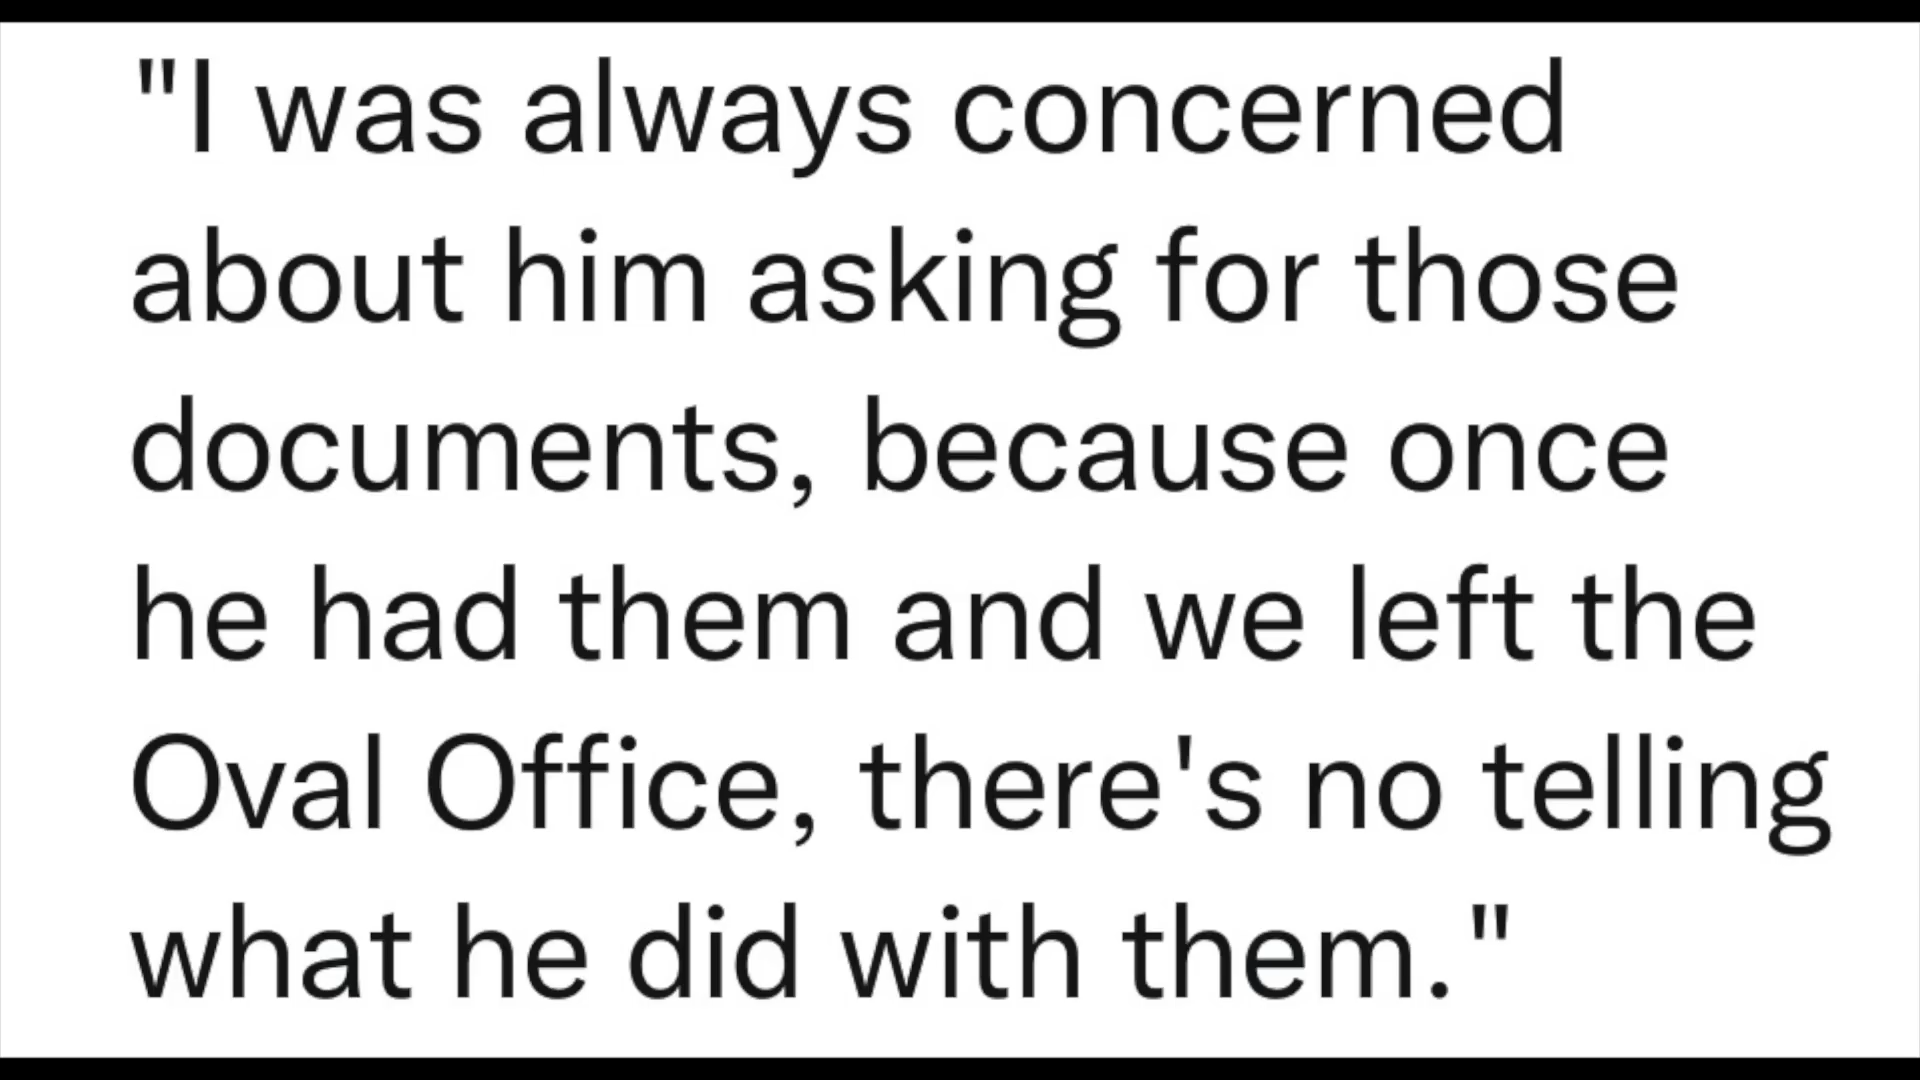 "I was always concerned
about him asking for those
documents, because once
he had them and we left the
Oval Office, there's no telling
what he did with them."